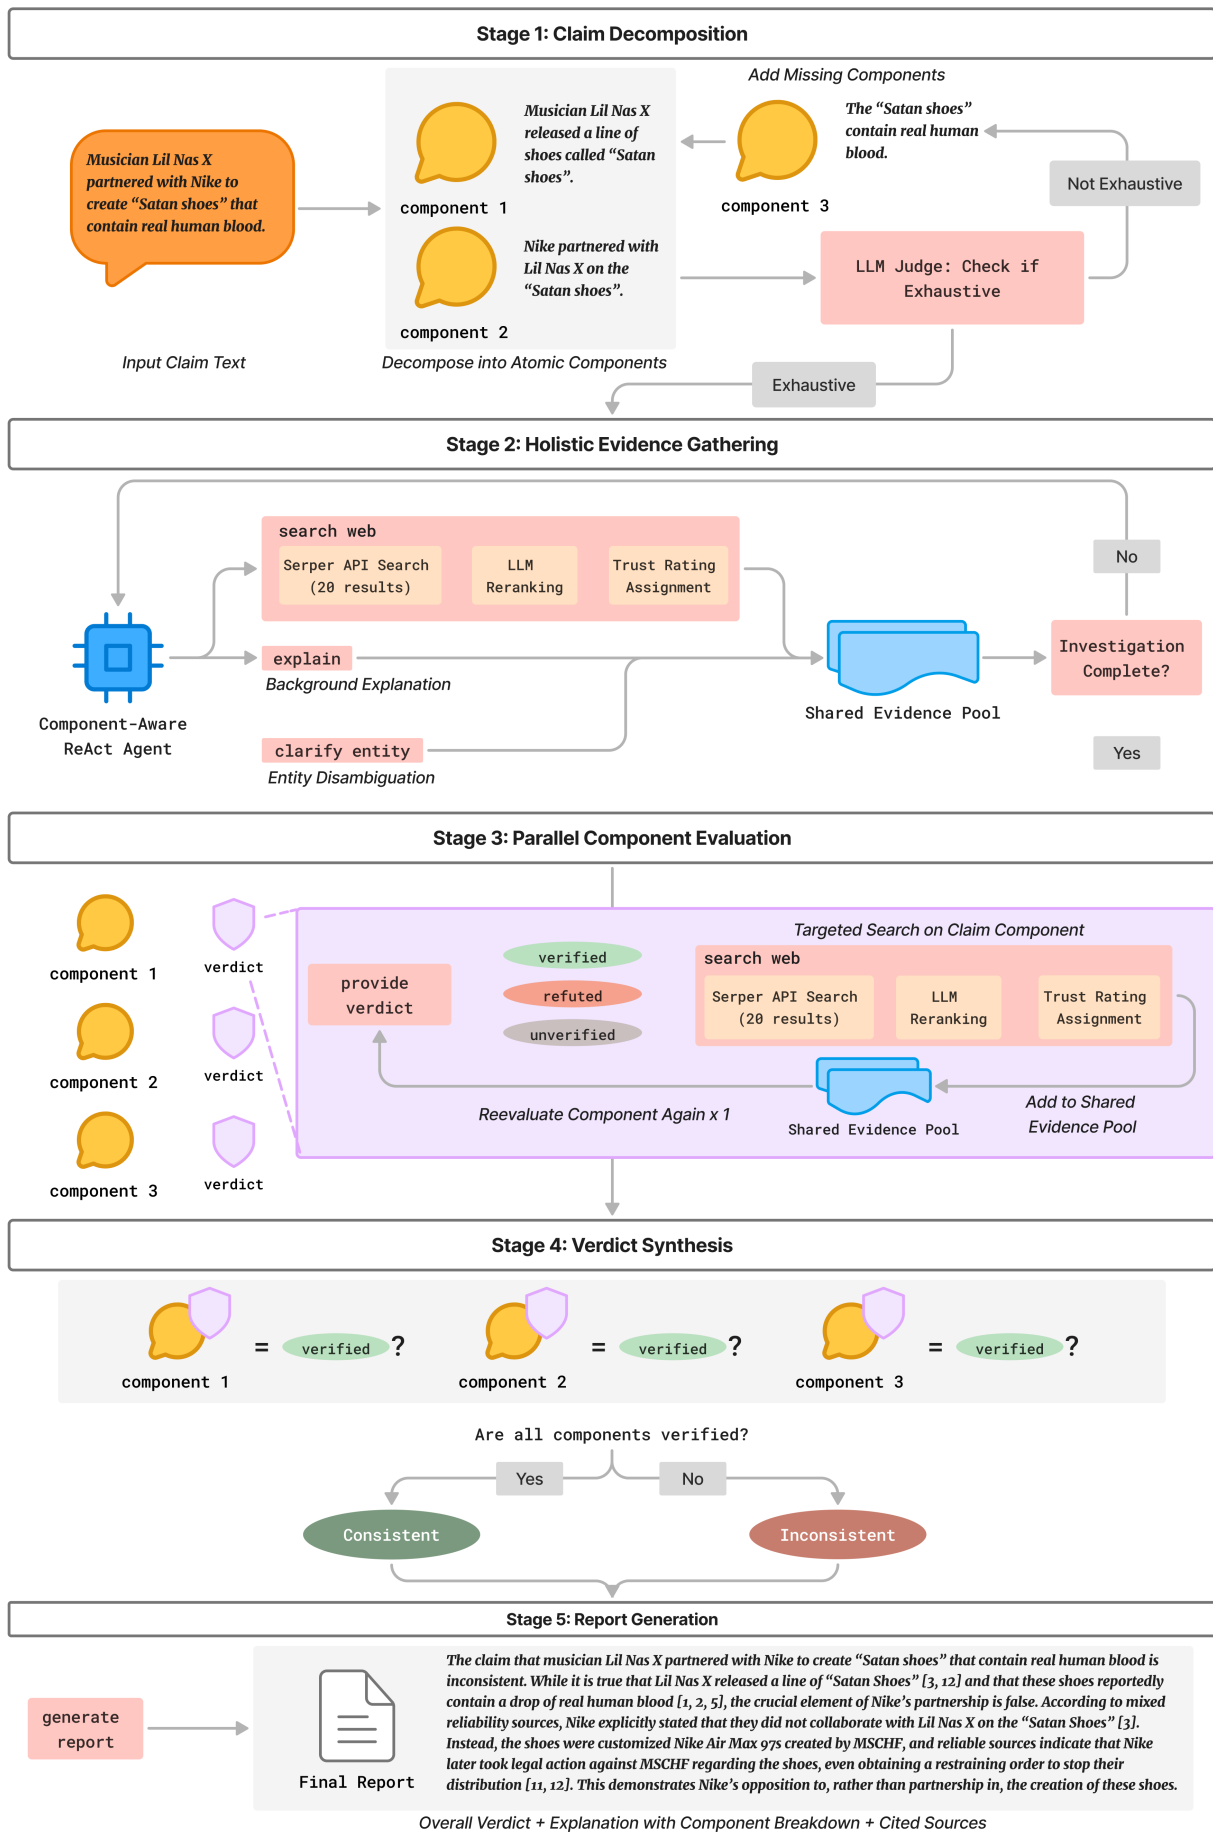 Stage 1: Claim Decomposition
Add Missing Components
Musician Lil Nas X
partnered with Nike to
create “Satan shoes” that
contain real human blood.
Input Claim Text
Musician Lil Nas X
released a line of
shoes called “Satan
shoes”.
component 1
Nike partnered with
Lil Nas X on the
“Satan shoes”.
component 2
Decompose into Atomic Components
The “Satan shoes”
contain real human
blood.
component 3
Not Exhaustive
LLM Judge: Check if
Exhaustive
Exhaustive
Stage 2: Holistic Evidence Gathering
search web
Serper API Search
(20 results)
LLM
Reranking
Trust Rating
Assignment
No
explain
Background Explanation
Component-Aware
ReAct Agent
clarify entity
Entity Disambiguation
Shared Evidence Pool
Investigation
Complete?
Yes
Stage 3: Parallel Component Evaluation
component 1
verdict
component 2
verdict
component 3
verdict
provide
verdict
verified
refuted
unverified
Targeted Search on Claim Component
search web
Serper API Search
(20 results)
LLM
Reranking
Trust Rating
Assignment
Reevaluate Component Again x 1
Shared Evidence Pool
Add to Shared
Evidence Pool
Stage 4: Verdict Synthesis
component 1
= verified ?
component 2
= verified ?
component 3
= verified ?
Are all components verified?
Yes
No
Consistent
Inconsistent
Stage 5: Report Generation
generate
report
Final Report
The claim that musician Lil Nas X partnered with Nike to create “Satan shoes” that contain real human blood is
inconsistent. While it is true that Lil Nas X released a line of “Satan Shoes” [3, 12] and that these shoes reportedly
contain a drop of real human blood [1, 2, 5], the crucial element of Nike’s partnership is false. According to mixed
reliability sources, Nike explicitly stated that they did not collaborate with Lil Nas X on the “Satan Shoes” [3].
Instead, the shoes were customized Nike Air Max 97s created by MSCHF, and reliable sources indicate that Nike
later took legal action against MSCHF regarding the shoes, even obtaining a restraining order to stop their
distribution [11, 12]. This demonstrates Nike’s opposition to, rather than partnership in, the creation of these shoes.
Overall Verdict + Explanation with Component Breakdown + Cited Sources